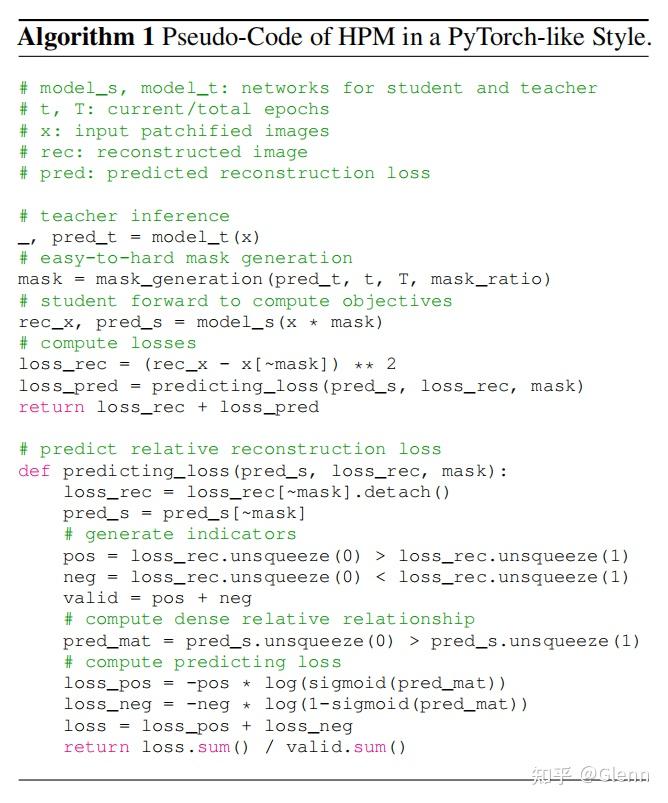 Algorithm 1 Pseudo-Code of HPM in a PyTorch-like Style.
# model_s, model_t: networks for student and teacher
# t, T: current/total epochs
# x: input patchified images
# rec: reconstructed image
# pred: predicted reconstruction loss
# teacher inference
_, pred_t = model_t(x)
# easy-to-hard mask generation
mask = mask_generation(pred_t, t, T, mask_ratio)
# student forward to compute objectives
rec_x, pred_s = model_s(x * mask)
# compute losses
loss_rec = (rec_x - x[~mask]) ** 2
loss_pred = predicting_loss(pred_s, loss_rec, mask)
return loss_rec + loss_pred
# predict relative reconstruction loss
def predicting_loss(pred_s, loss_rec, mask):
    loss_rec = loss_rec[~mask].detach()
    pred_s = pred_s[~mask]
    # generate indicators
    pos = loss_rec.unsqueeze(0) > loss_rec.unsqueeze(1)
    neg = loss_rec.unsqueeze(0) < loss_rec.unsqueeze(1)
    valid = pos + neg
    # compute dense relative relationship
    pred_mat = pred_s.unsqueeze(0) > pred_s.unsqueeze(1)
    # compute predicting loss
    loss_pos = -pos * log(sigmoid(pred_mat))
    loss_neg = -neg * log(1-sigmoid(pred_mat))
    loss = loss_pos + loss_neg
    return loss.sum() / valid.sum()
知乎 @Glenn